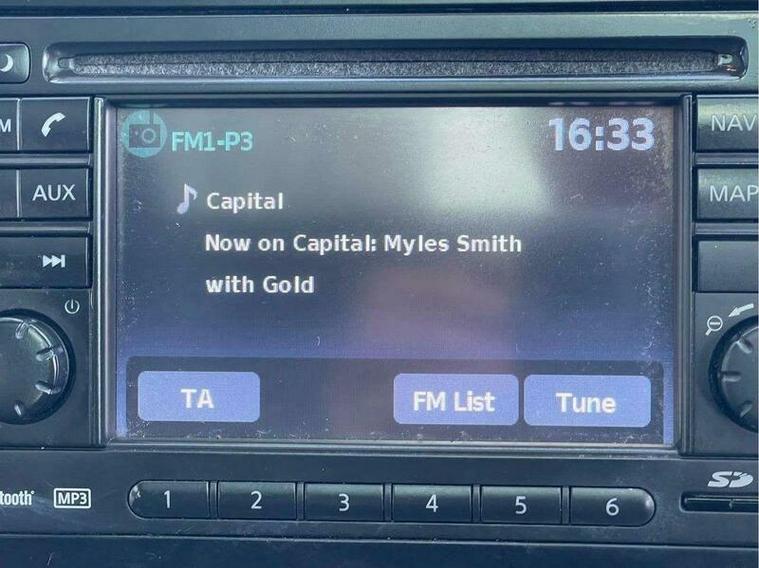 FM1-P3
16:33
Capital
Now on Capital: Myles Smith
with Gold
TA
FM List
Tune
M
AUX
NAV
MAP
tooth
MP3
1
2
3
4
5
6
SD